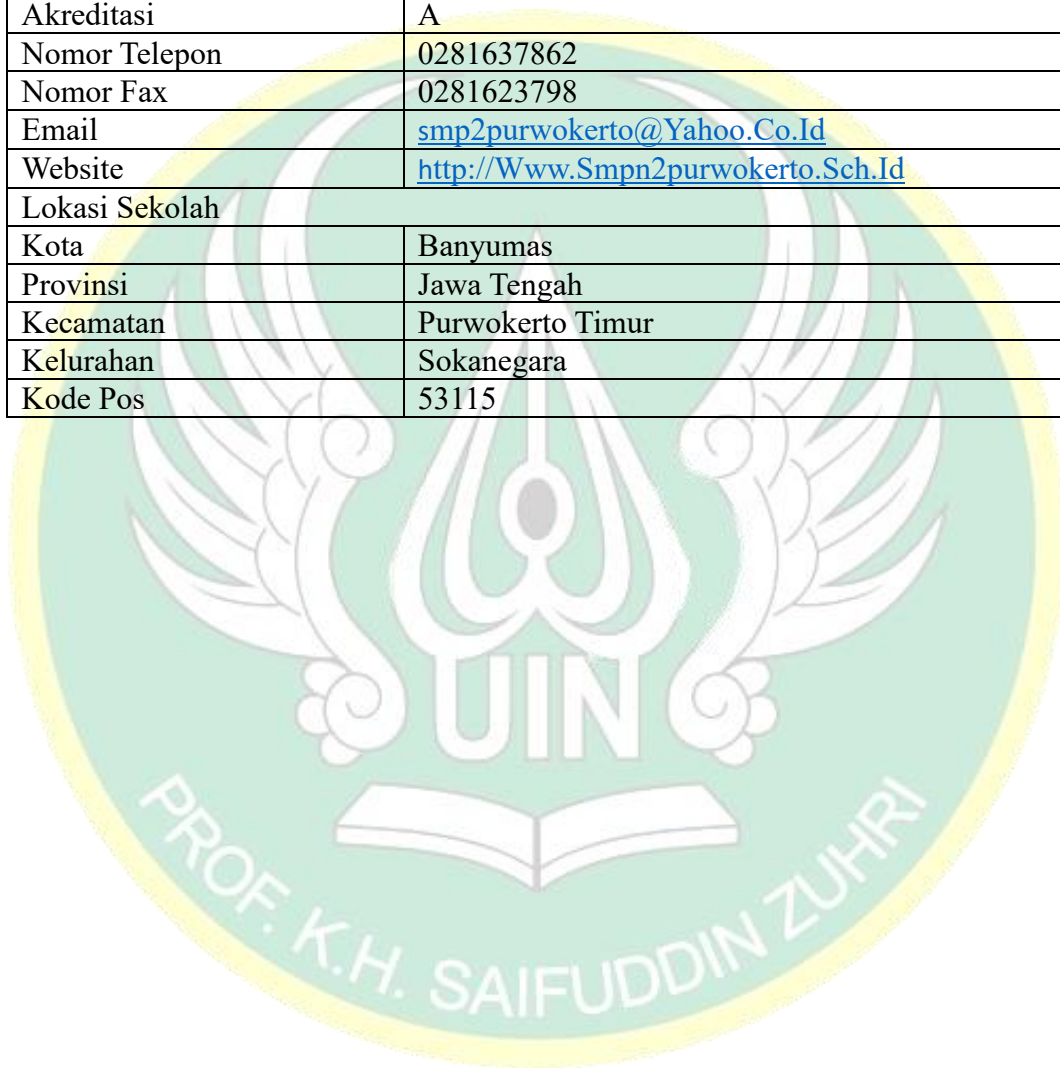 Akreditasi A
Nomor Telepon 0281637862
Nomor Fax 0281623798
Email smp2purwokerto@Yahoo.Co.Id
Website http://Www.Smpn2purwokerto.Sch.Id
Lokasi Sekolah
Kota Banyumas
Provinsi Jawa Tengah
Kecamatan Purwokerto Timur
Kelurahan Sokanegara
Kode Pos 53115
UIN
PROF. K.H. SAIFUDDIN ZUHRI